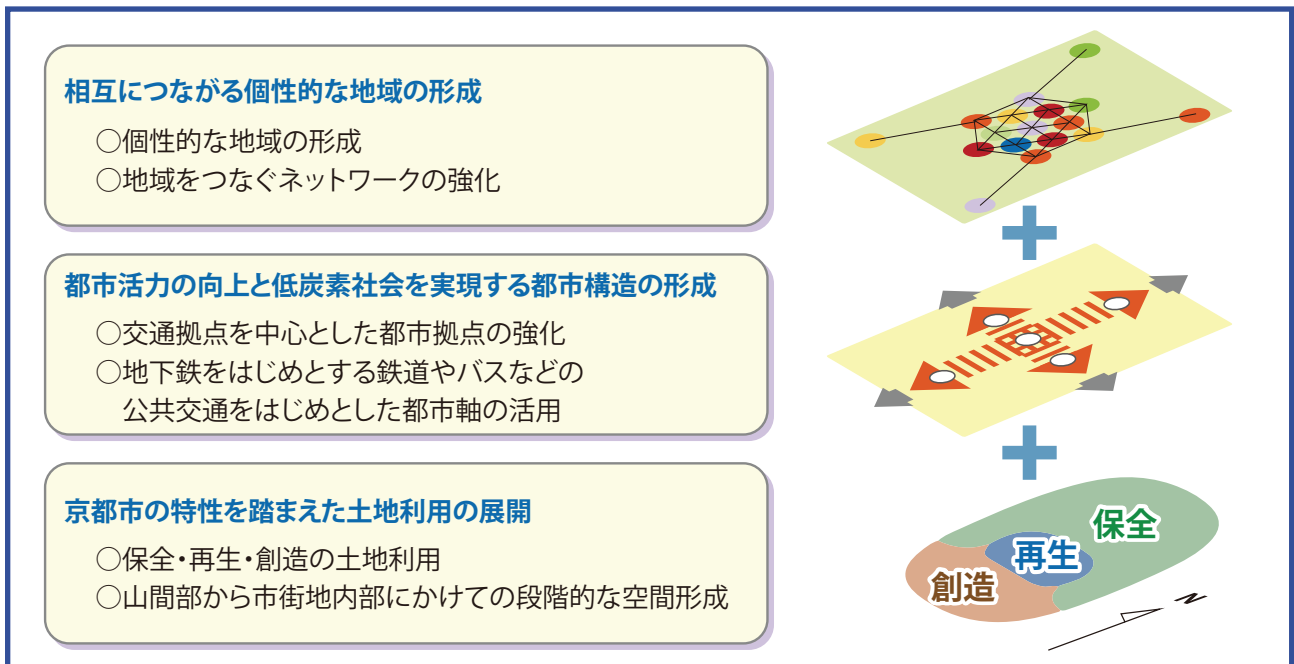 相互につながる個性的な地域の形成
○個性的な地域の形成
○地域をつなぐネットワークの強化
都市活力の向上と低炭素社会を実現する都市構造の形成
○交通拠点を中心とした都市拠点の強化
○地下鉄をはじめとする鉄道やバスなどの
公共交通をはじめとした都市軸の活用
京都市の特性を踏まえた土地利用の展開
○保全・再生・創造の土地利用
○山間部から市街地内部にかけての段階的な空間形成
保全
再生
創造
N